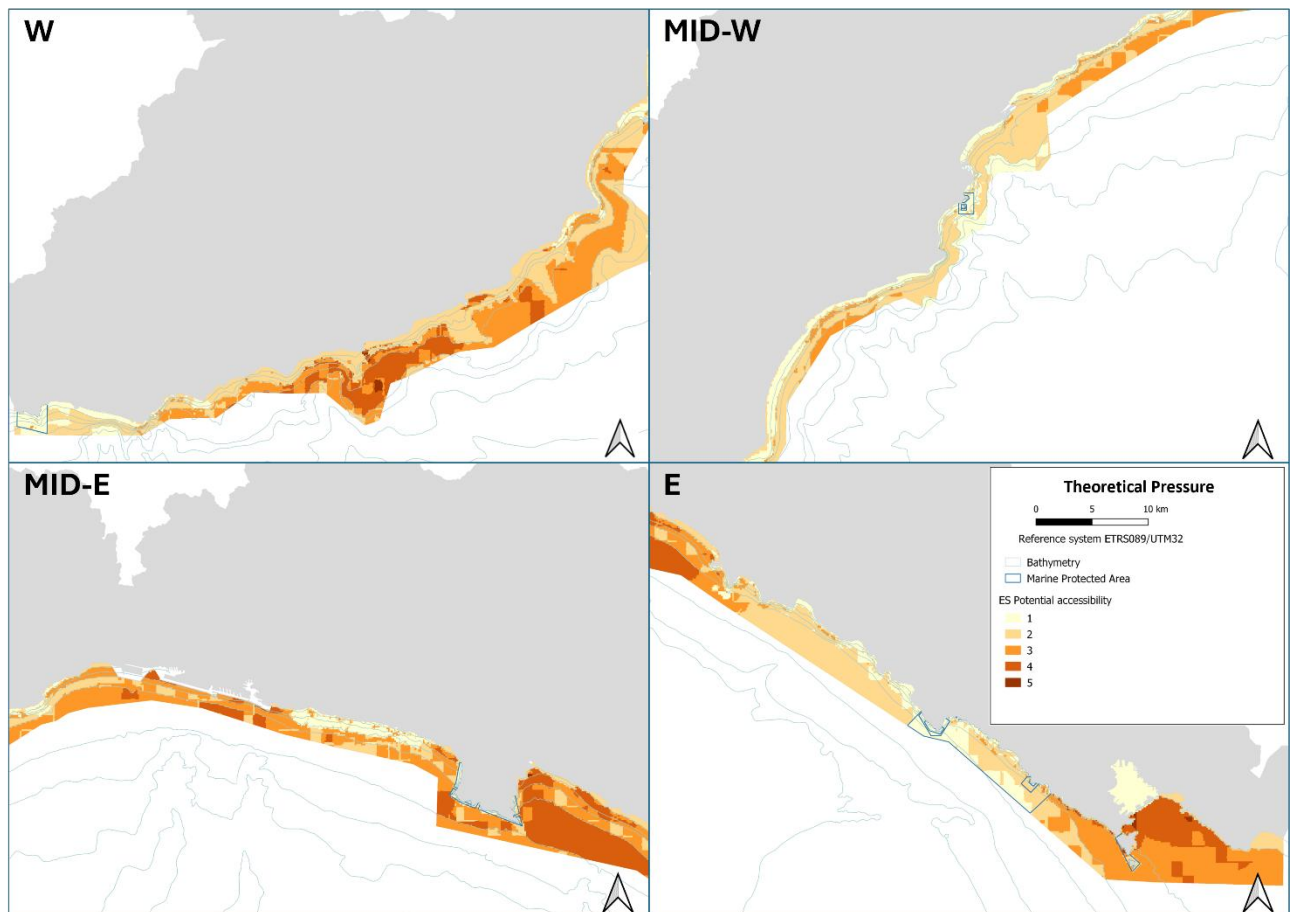 W
MID-W
MID-E
E
Theoretical Pressure
0 5 10 km
Reference system ETRS089/UTM32
Bathymetry
Marine Protected Area
ES Potential accessibility
1
2
3
4
5